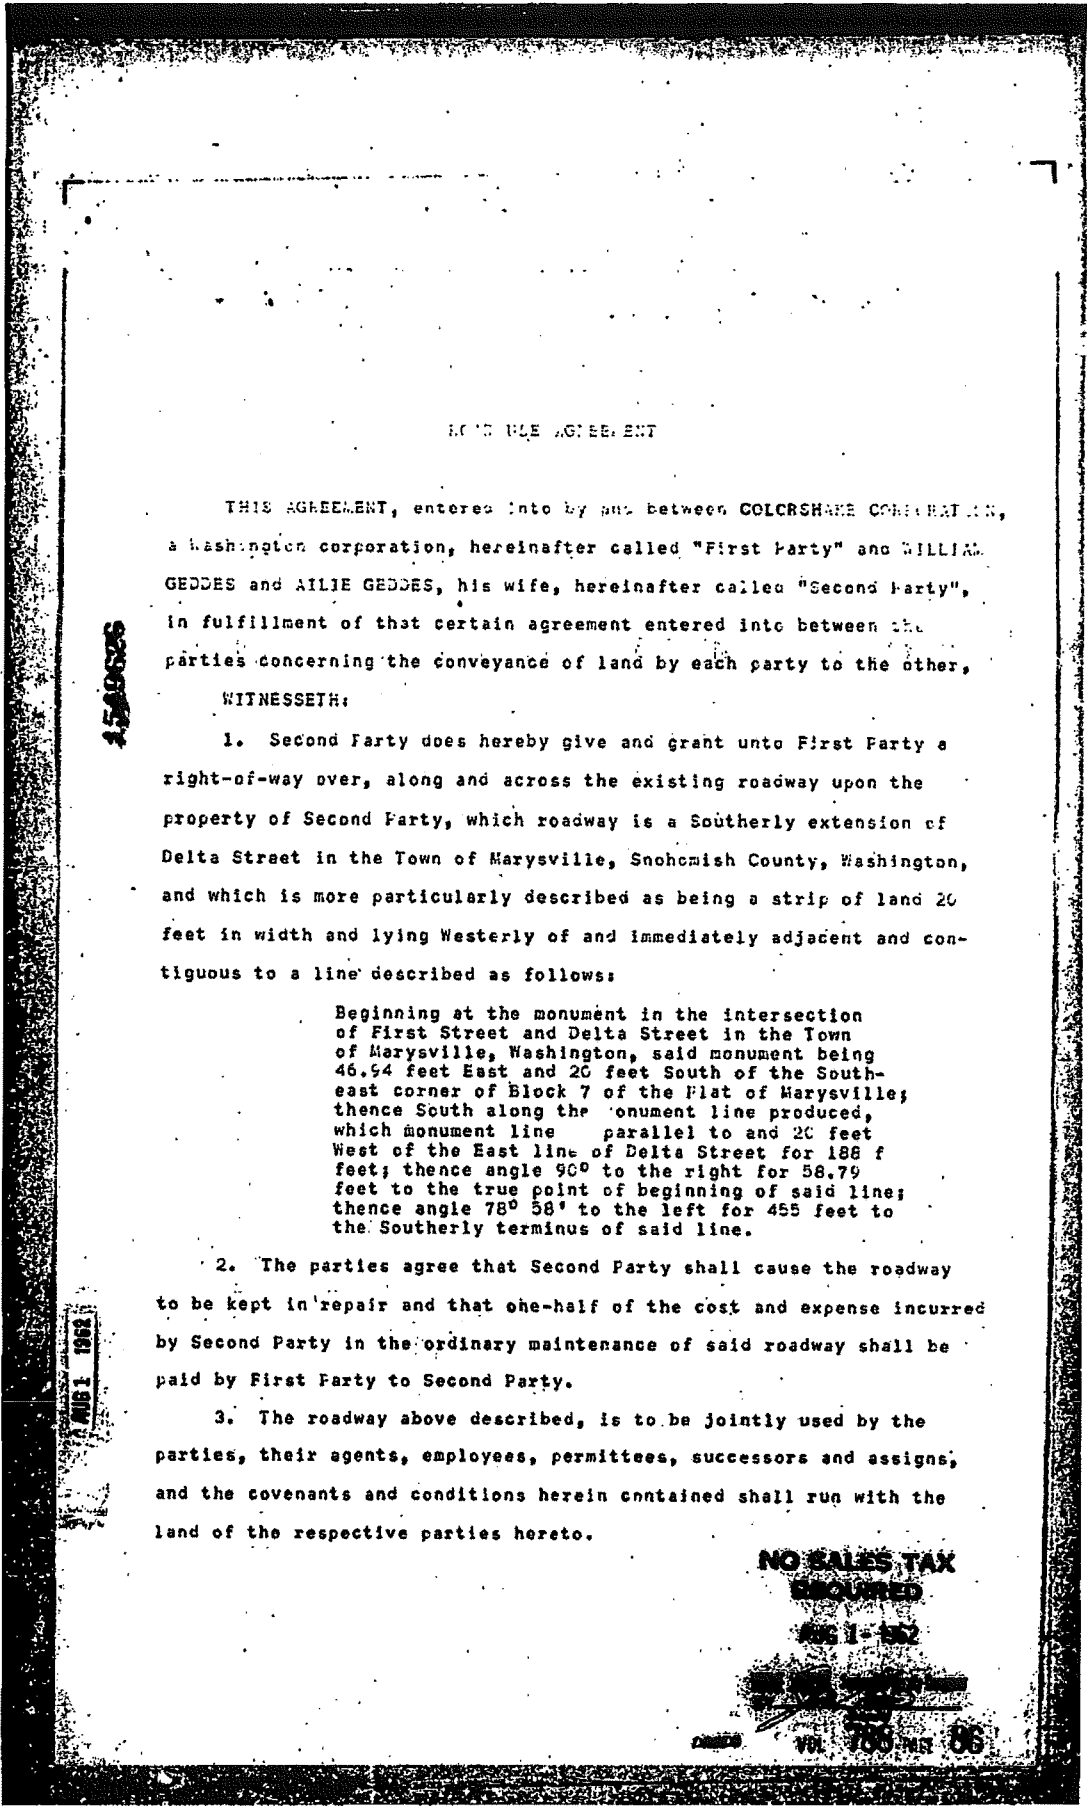 ROAD USE AGREEMENT
THIS AGREEMENT, entered into by and between COLORSHAKE CORPORATION,
a Washington corporation, hereinafter called "First Party" and WILLIAM
GEDDES and AILIE GEDDES, his wife, hereinafter called "Second Party",
in fulfillment of that certain agreement entered into between the
parties concerning the conveyance of land by each party to the other,
WITNESSETH:
1. Second Party does hereby give and grant unto First Party a
right-of-way over, along and across the existing roadway upon the
property of Second Party, which roadway is a Southerly extension of
Delta Street in the Town of Marysville, Snohomish County, Washington,
and which is more particularly described as being a strip of land 20
feet in width and lying Westerly of and immediately adjacent and con-
tiguous to a line described as follows:
Beginning at the monument in the intersection
of First Street and Delta Street in the Town
of Marysville, Washington, said monument being
46.94 feet East and 20 feet South of the South-
east corner of Block 7 of the Plat of Marysville;
thence South along the onument line produced,
which monument line parallel to and 20 feet
West of the East line of Delta Street for 188 f
feet; thence angle 90° to the right for 58.79
feet to the true point of beginning of said line;
thence angle 78° 58' to the left for 455 feet to
the Southerly terminus of said line.
2. The parties agree that Second Party shall cause the roadway
to be kept in repair and that one-half of the cost and expense incurred
by Second Party in the ordinary maintenance of said roadway shall be
paid by First Party to Second Party.
3. The roadway above described, is to be jointly used by the
parties, their agents, employees, permittees, successors and assigns,
and the covenants and conditions herein contained shall run with the
land of the respective parties hereto.
1549626
AUG 1 1962
NO SALES TAX
REQUIRED
AUG 1 - 1962
VOL 786 PAGE 86